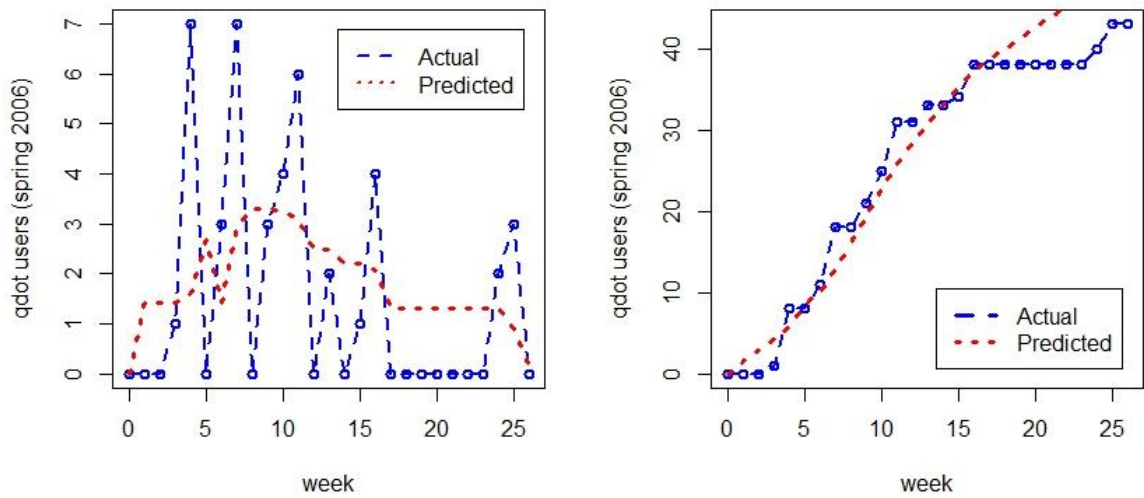 qdot users (spring 2006)
7
6
5
4
3
2
1
0
Actual
Predicted
0 5 10 15 20 25
week
qdot users (spring 2006)
40
30
20
10
0
Actual
Predicted
0 5 10 15 20 25
week